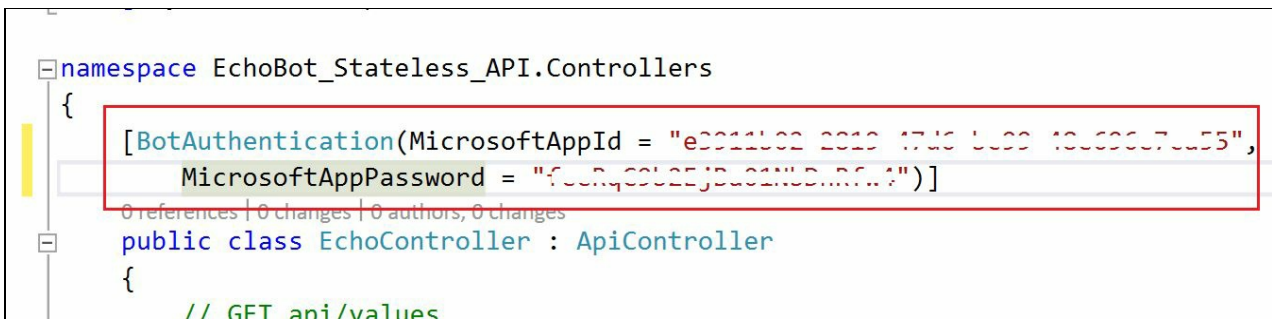 namespace EchoBot_Stateless_API.Controllers
{
[BotAuthentication(MicrosoftAppId = "
MicrosoftAppPassword = "")]
0 references | 0 changes | 0 authors, 0 changes
public class EchoController : ApiController
{
// GET api/values